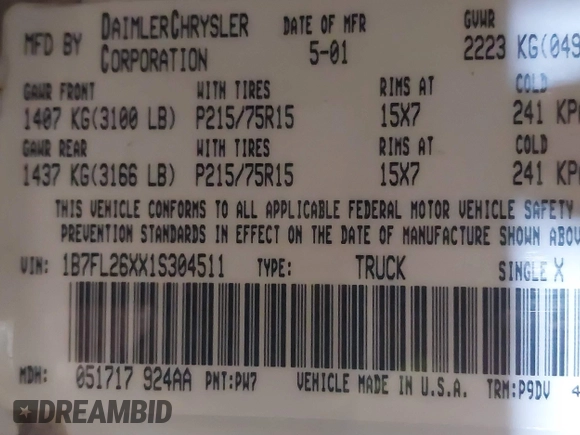 MFD BY DAIMLERCHRYSLER CORPORATION DATE OF MFR 5-01 GVWR 2223 KG(049
GAWR FRONT WITH TIRES RIMS AT COLD
1407 KG(3100 LB) P215/75R15 15X7 241 KP
GAWR REAR WITH TIRES RIMS AT COLD
1437 KG(3166 LB) P215/75R15 15X7 241 KP
THIS VEHICLE CONFORMS TO ALL APPLICABLE FEDERAL MOTOR VEHICLE SAFETY
PREVENTION STANDARDS IN EFFECT ON THE DATE OF MANUFACTURE SHOWN ABOV
VIN: 1B7FL26XX1S304511 TYPE: TRUCK SINGLE X
MDH: 051717 924AA PNT:PW7 VEHICLE MADE IN U.S.A. TRM:P9DV 4
DREAMBID